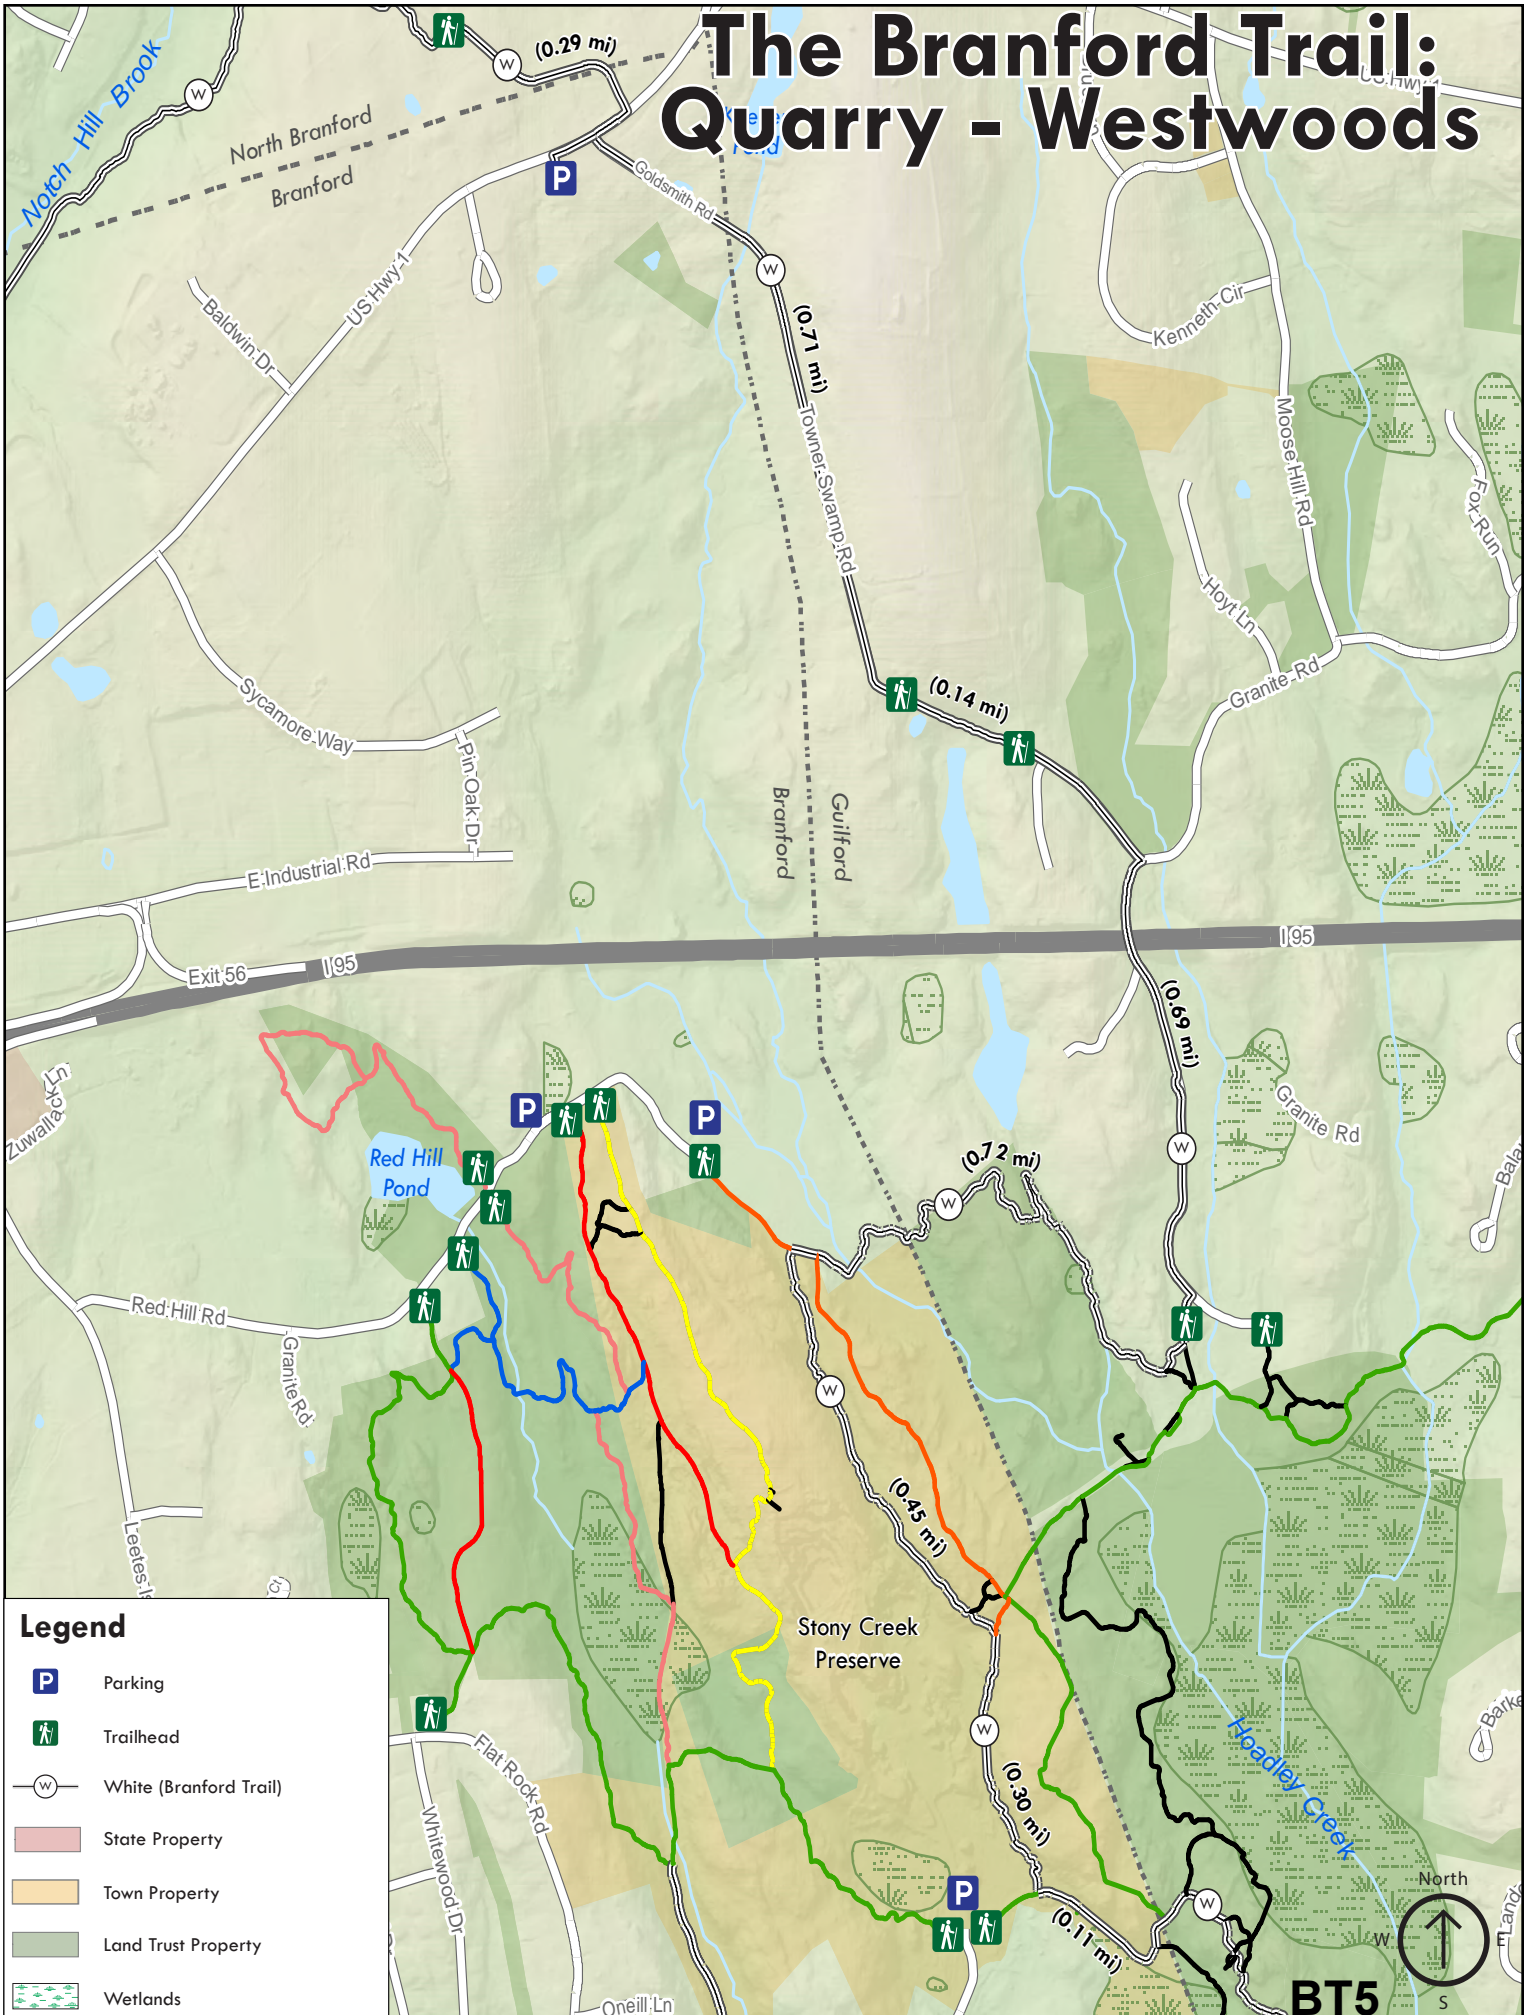 The Branford Trail:
Quarry - Westwoods
US Hwy 1
Notch Hill Brook
W
W
(0.29 mi)
North Branford
Branford
P
Goldsmith Rd
Pond
W
(0.71 mi)
Baldwin Dr
US Hwy 1
Kenneth Cir
Towner Swamp Rd
Moose Hill Rd
Fox Run
Hoyt Ln
Granite Rd
(0.14 mi)
Sycamore Way
Pin Oak Dr
Branford
Guilford
E Industrial Rd
Exit 56
I 95
I 95
(0.69 mi)
Zuwallack Ln
Granite Rd
P
P
Red Hill
Pond
(0.72 mi)
W
W
Red Hill Rd
Granite Rd
W
(0.45 mi)
Leetes Is
Stony Creek
Preserve
W
Flat Rock Rd
Whitewood Dr
(0.30 mi)
Hoadley Creek
Barke
P
W
(0.11 mi)
Oneill Ln
Legend
P Parking
Trailhead
W White (Branford Trail)
State Property
Town Property
Land Trust Property
Wetlands
North
W
E
S
BT5